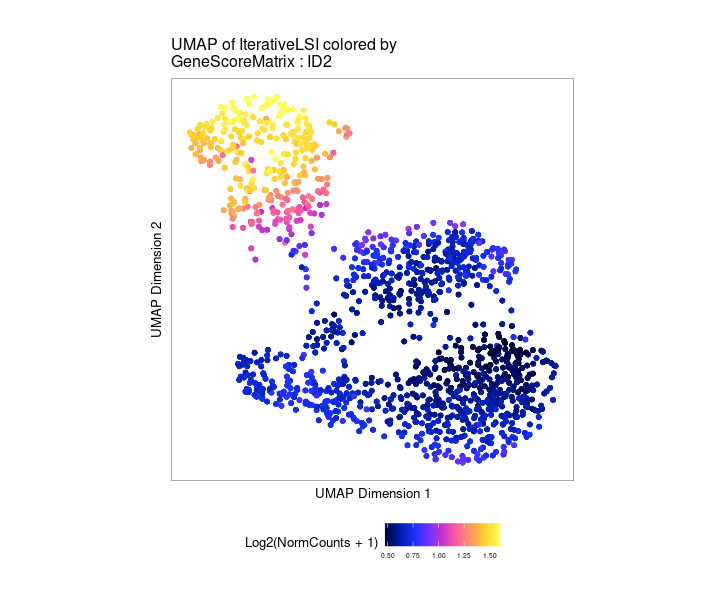 UMAP of IterativeLSI colored by
GeneScoreMatrix : ID2
UMAP Dimension 2
UMAP Dimension 1
Log2(NormCounts + 1)
0.50 0.75 1.00 1.25 1.50